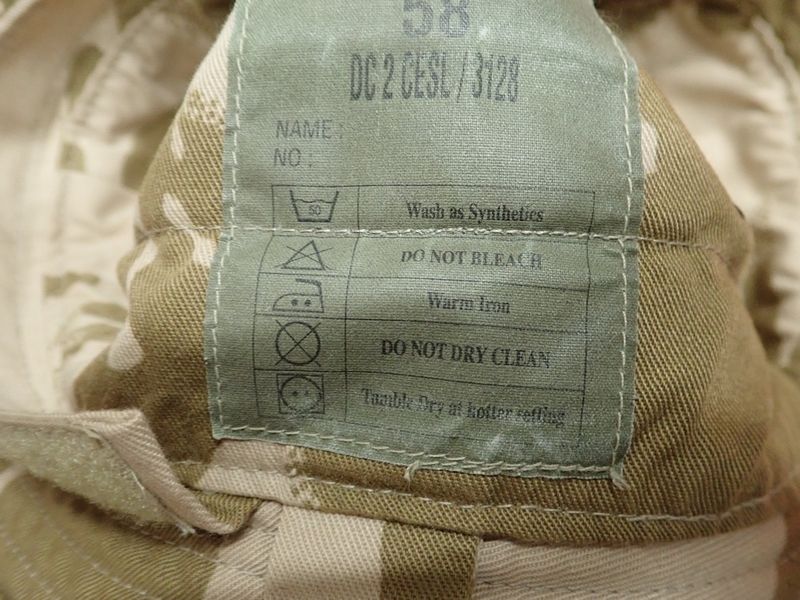 58
DC 2 CESL / 3128
NAME :
NO :
50
Wash as Synthetics
DO NOT BLEACH
Warm Iron
DO NOT DRY CLEAN
Tumble Dry at hotter setting